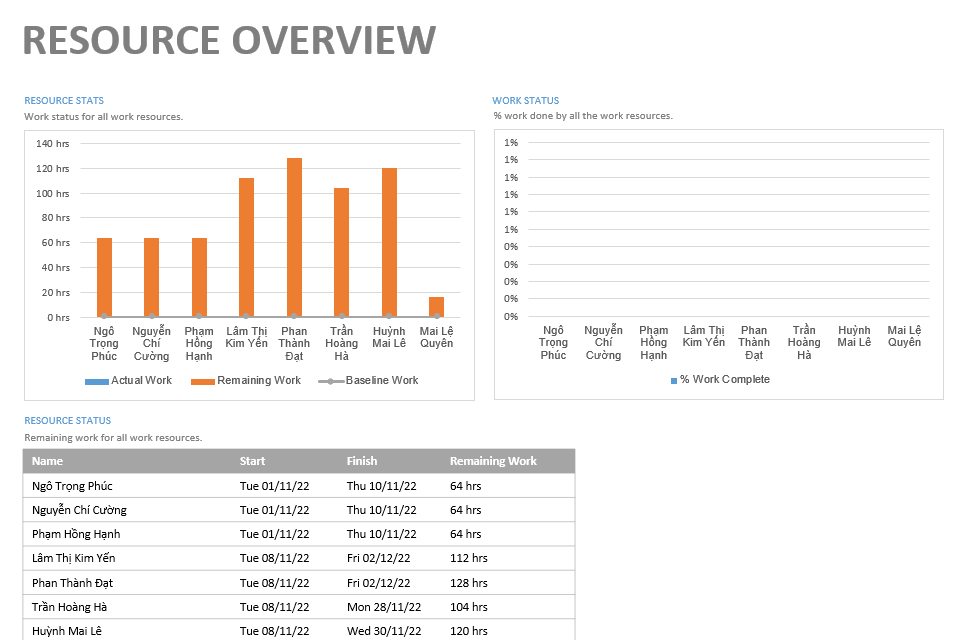 RESOURCE OVERVIEW
RESOURCE STATS
Work status for all work resources.
140 hrs
120 hrs
100 hrs
80 hrs
60 hrs
40 hrs
20 hrs
0 hrs
Ngô Trọng Phúc
Nguyễn Chí Cường
Phạm Hồng Hạnh
Lâm Thị Kim Yến
Phan Thành Đạt
Trần Hoàng Hà
Huỳnh Mai Lê
Mai Lệ Quyên
Actual Work Remaining Work Baseline Work
WORK STATUS
% work done by all the work resources.
1%
1%
1%
1%
1%
1%
0%
0%
0%
0%
0%
Ngô Trọng Phúc
Nguyễn Chí Cường
Phạm Hồng Hạnh
Lâm Thị Kim Yến
Phan Thành Đạt
Trần Hoàng Hà
Huỳnh Mai Lê
Mai Lệ Quyên
% Work Complete
RESOURCE STATUS
Remaining work for all work resources.
Name Start Finish Remaining Work
Ngô Trọng Phúc Tue 01/11/22 Thu 10/11/22 64 hrs
Nguyễn Chí Cường Tue 01/11/22 Thu 10/11/22 64 hrs
Phạm Hồng Hạnh Tue 01/11/22 Thu 10/11/22 64 hrs
Lâm Thị Kim Yến Tue 08/11/22 Fri 02/12/22 112 hrs
Phan Thành Đạt Tue 08/11/22 Fri 02/12/22 128 hrs
Trần Hoàng Hà Tue 08/11/22 Mon 28/11/22 104 hrs
Huỳnh Mai Lê Tue 08/11/22 Wed 30/11/22 120 hrs